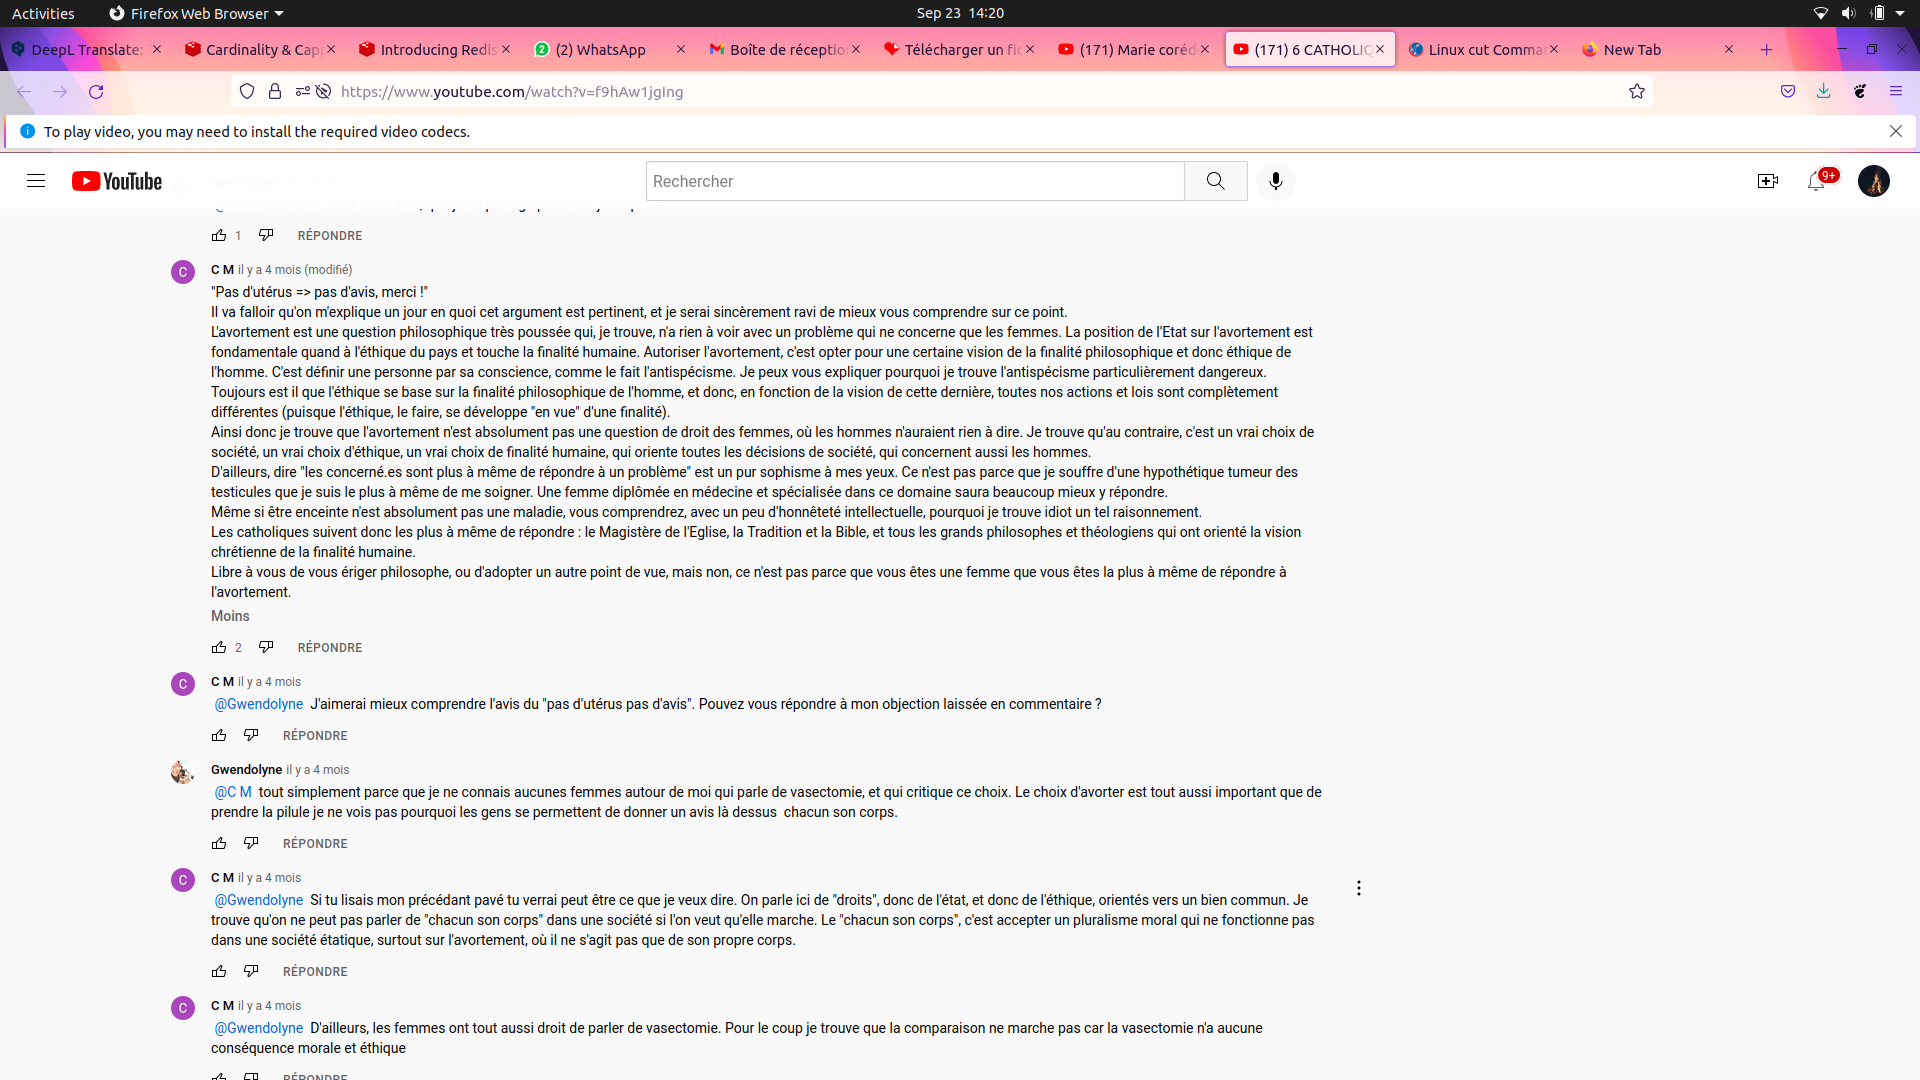 Activities
Firefox Web Browser
Sep 23 14:20
DeepL Translate:
Cardinality & Cap
Introducing Redis
(2) WhatsApp
Boîte de réceptio
Télécharger un fic
(171) Marie coréd
(171) 6 CATHOLIQ
Linux cut Comma
New Tab
https://www.youtube.com/watch?v=f9hAw1jgIng
To play video, you may need to install the required video codecs.
YouTube
Rechercher
9+
1
RÉPONDRE
C
C M il y a 4 mois (modifié)
"Pas d'utérus => pas d'avis, merci !"
Il va falloir qu'on m'explique un jour en quoi cet argument est pertinent, et je serai sincèrement ravi de mieux vous comprendre sur ce point.
L'avortement est une question philosophique très poussée qui, je trouve, n'a rien à voir avec un problème qui ne concerne que les femmes. La position de l'Etat sur l'avortement est
fondamentale quand à l'éthique du pays et touche la finalité humaine. Autoriser l'avortement, c'est opter pour une certaine vision de la finalité philosophique et donc éthique de
l'homme. C'est définir une personne par sa conscience, comme le fait l'antispécisme. Je peux vous expliquer pourquoi je trouve l'antispécisme particulièrement dangereux.
Toujours est il que l'éthique se base sur la finalité philosophique de l'homme, et donc, en fonction de la vision de cette dernière, toutes nos actions et lois sont complètement
différentes (puisque l'éthique, le faire, se développe "en vue" d'une finalité).
Ainsi donc je trouve que l'avortement n'est absolument pas une question de droit des femmes, où les hommes n'auraient rien à dire. Je trouve qu'au contraire, c'est un vrai choix de
société, un vrai choix d'éthique, un vrai choix de finalité humaine, qui oriente toutes les décisions de société, qui concernent aussi les hommes.
D'ailleurs, dire "les concerné.es sont plus à même de répondre à un problème" est un pur sophisme à mes yeux. Ce n'est pas parce que je souffre d'une hypothétique tumeur des
testicules que je suis le plus à même de me soigner. Une femme diplômée en médecine et spécialisée dans ce domaine saura beaucoup mieux y répondre.
Même si être enceinte n'est absolument pas une maladie, vous comprendrez, avec un peu d'honnêteté intellectuelle, pourquoi je trouve idiot un tel raisonnement.
Les catholiques suivent donc les plus à même de répondre : le Magistère de l'Eglise, la Tradition et la Bible, et tous les grands philosophes et théologiens qui ont orienté la vision
chrétienne de la finalité humaine.
Libre à vous de vous ériger philosophe, ou d'adopter un autre point de vue, mais non, ce n'est pas parce que vous êtes une femme que vous êtes la plus à même de répondre à
l'avortement.
Moins
2
RÉPONDRE
C
C M il y a 4 mois
@Gwendolyne J'aimerai mieux comprendre l'avis du "pas d'utérus pas d'avis". Pouvez vous répondre à mon objection laissée en commentaire ?
RÉPONDRE
Gwendolyne il y a 4 mois
@C M tout simplement parce que je ne connais aucunes femmes autour de moi qui parle de vasectomie, et qui critique ce choix. Le choix d'avorter est tout aussi important que de
prendre la pilule je ne vois pas pourquoi les gens se permettent de donner un avis là dessus chacun son corps.
RÉPONDRE
C
C M il y a 4 mois
@Gwendolyne Si tu lisais mon précédant pavé tu verrai peut être ce que je veux dire. On parle ici de "droits", donc de l'état, et donc de l'éthique, orientés vers un bien commun. Je
trouve qu'on ne peut pas parler de "chacun son corps" dans une société si l'on veut qu'elle marche. Le "chacun son corps", c'est accepter un pluralisme moral qui ne fonctionne pas
dans une société étatique, surtout sur l'avortement, où il ne s'agit pas que de son propre corps.
RÉPONDRE
C
C M il y a 4 mois
@Gwendolyne D'ailleurs, les femmes ont tout aussi droit de parler de vasectomie. Pour le coup je trouve que la comparaison ne marche pas car la vasectomie n'a aucune
conséquence morale et éthique
RÉPONDRE